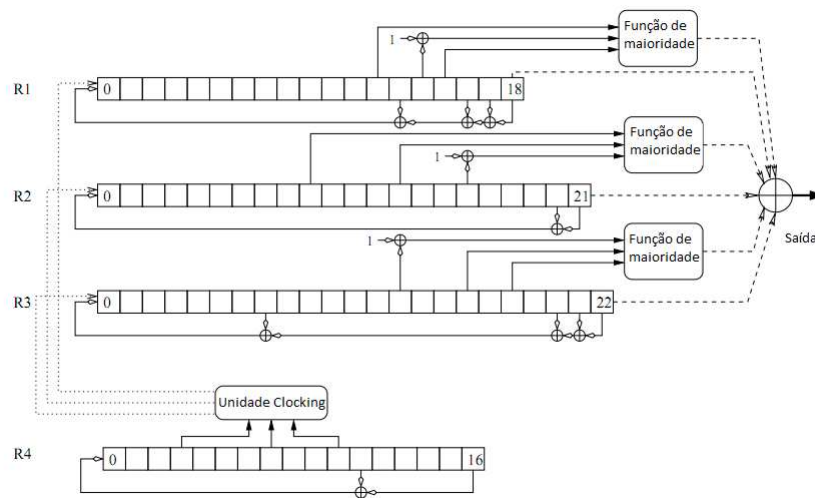 Função de
maioridade
1
R1
0
18
Função de
maioridade
1
R2
0
21
Saída
Função de
maioridade
1
R3
0
22
Unidade Clocking
R4
0
16